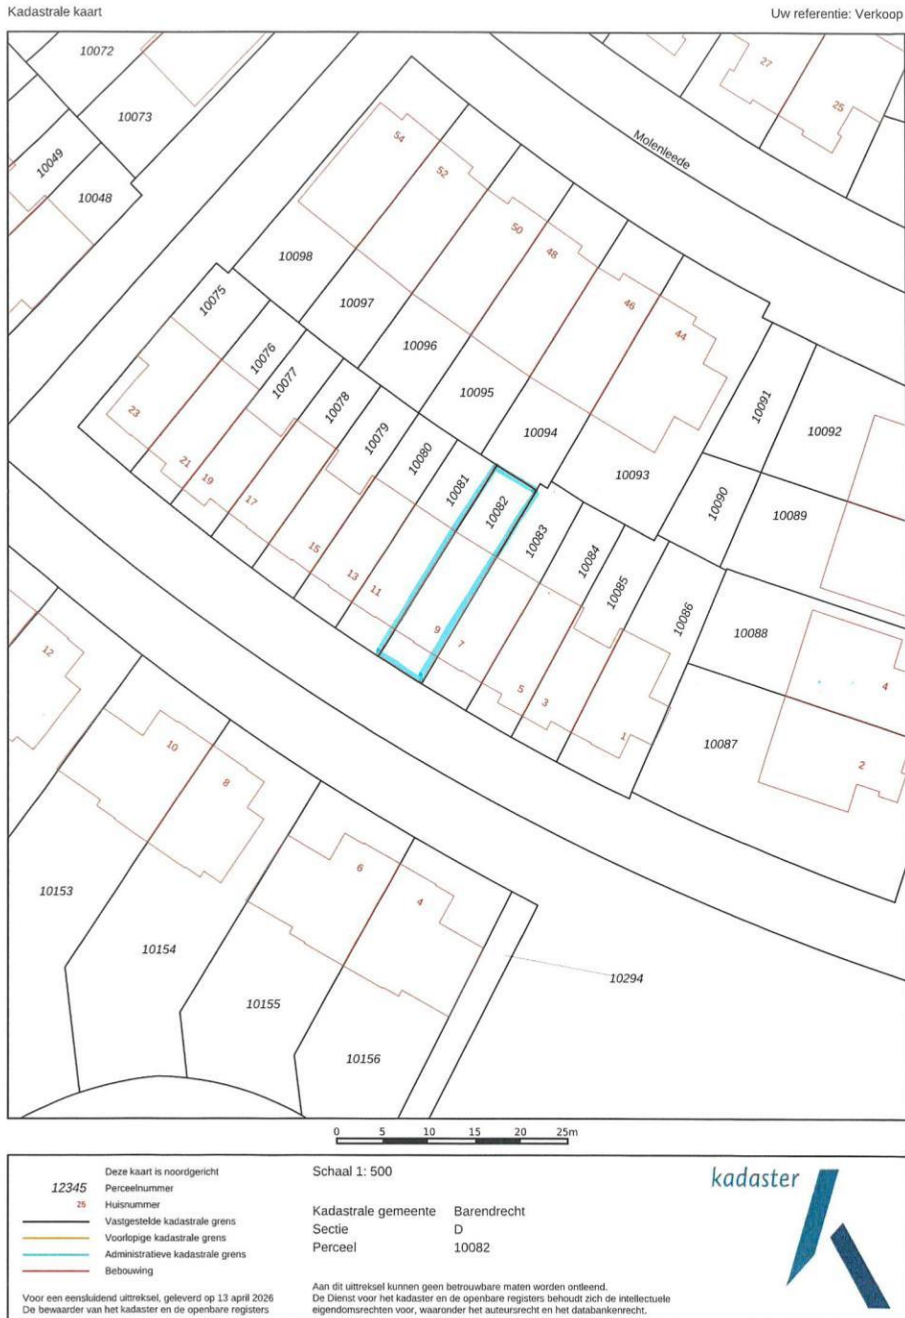 Kadastrale kaart
Uw referentie: Verkoop
10072
10073
10049
10048
27
25
Molenleede
54
52
50
48
46
44
10098
10097
10096
10095
10094
10093
10091
10092
10090
10089
10075
10076
10077
10078
10079
10080
10081
10082
10083
10084
10085
10086
10088
10087
23
21
19
17
15
13
11
9
7
5
3
1
4
2
12
10
8
6
4
10153
10154
10155
10156
10294
0 5 10 15 20 25m
Deze kaart is noordgericht
12345 Perceelnummer
25 Huisnummer
Vastgestelde kadastrale grens
Voorlopige kadastrale grens
Administratieve kadastrale grens
Bebouwing
Voor een eensluidend uittreksel, geleverd op 13 april 2026
De bewaarder van het kadaster en de openbare registers
Schaal 1: 500
Kadastrale gemeente Barendrecht
Sectie D
Perceel 10082
Aan dit uittreksel kunnen geen betrouwbare maten worden ontleend.
De Dienst voor het kadaster en de openbare registers behoudt zich de intellectuele
eigendomsrechten voor, waaronder het auteursrecht en het databankenrecht.
kadaster